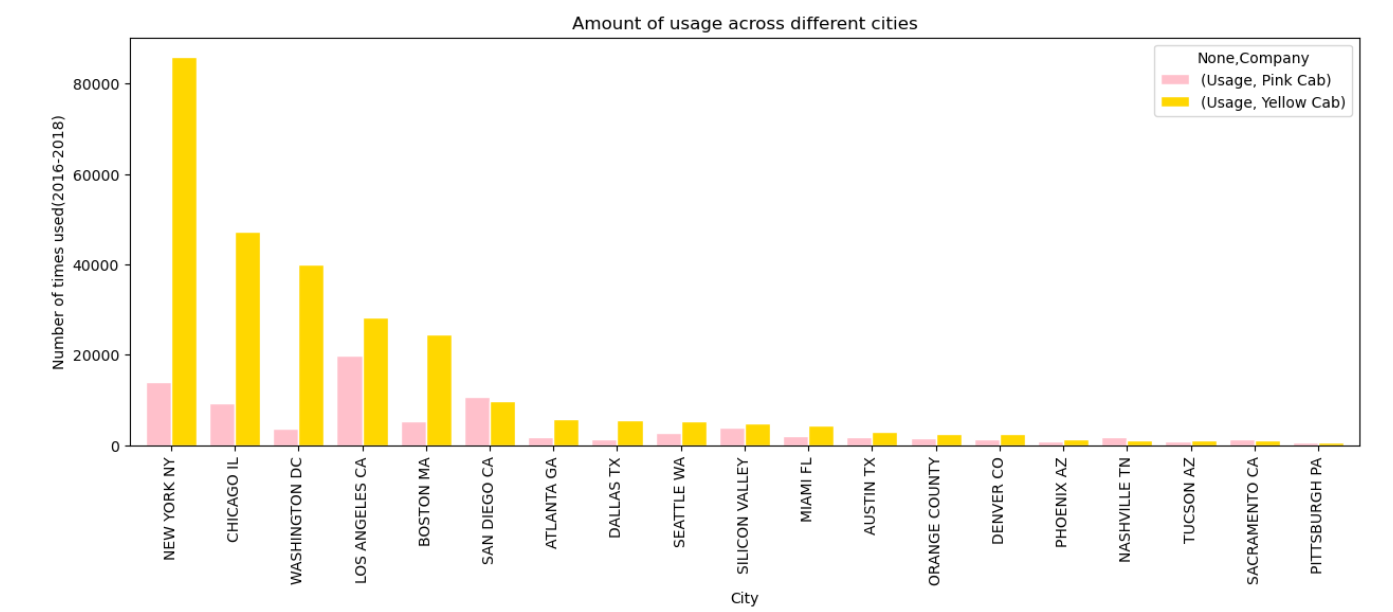 Amount of usage across different cities
None,Company
(Usage, Pink Cab)
(Usage, Yellow Cab)
Number of times used(2016-2018)
80000
60000
40000
20000
0
NEW YORK NY
CHICAGO IL
WASHINGTON DC
LOS ANGELES CA
BOSTON MA
SAN DIEGO CA
ATLANTA GA
DALLAS TX
SEATTLE WA
SILICON VALLEY
MIAMI FL
AUSTIN TX
ORANGE COUNTY
DENVER CO
PHOENIX AZ
NASHVILLE TN
TUCSON AZ
SACRAMENTO CA
PITTSBURGH PA
City